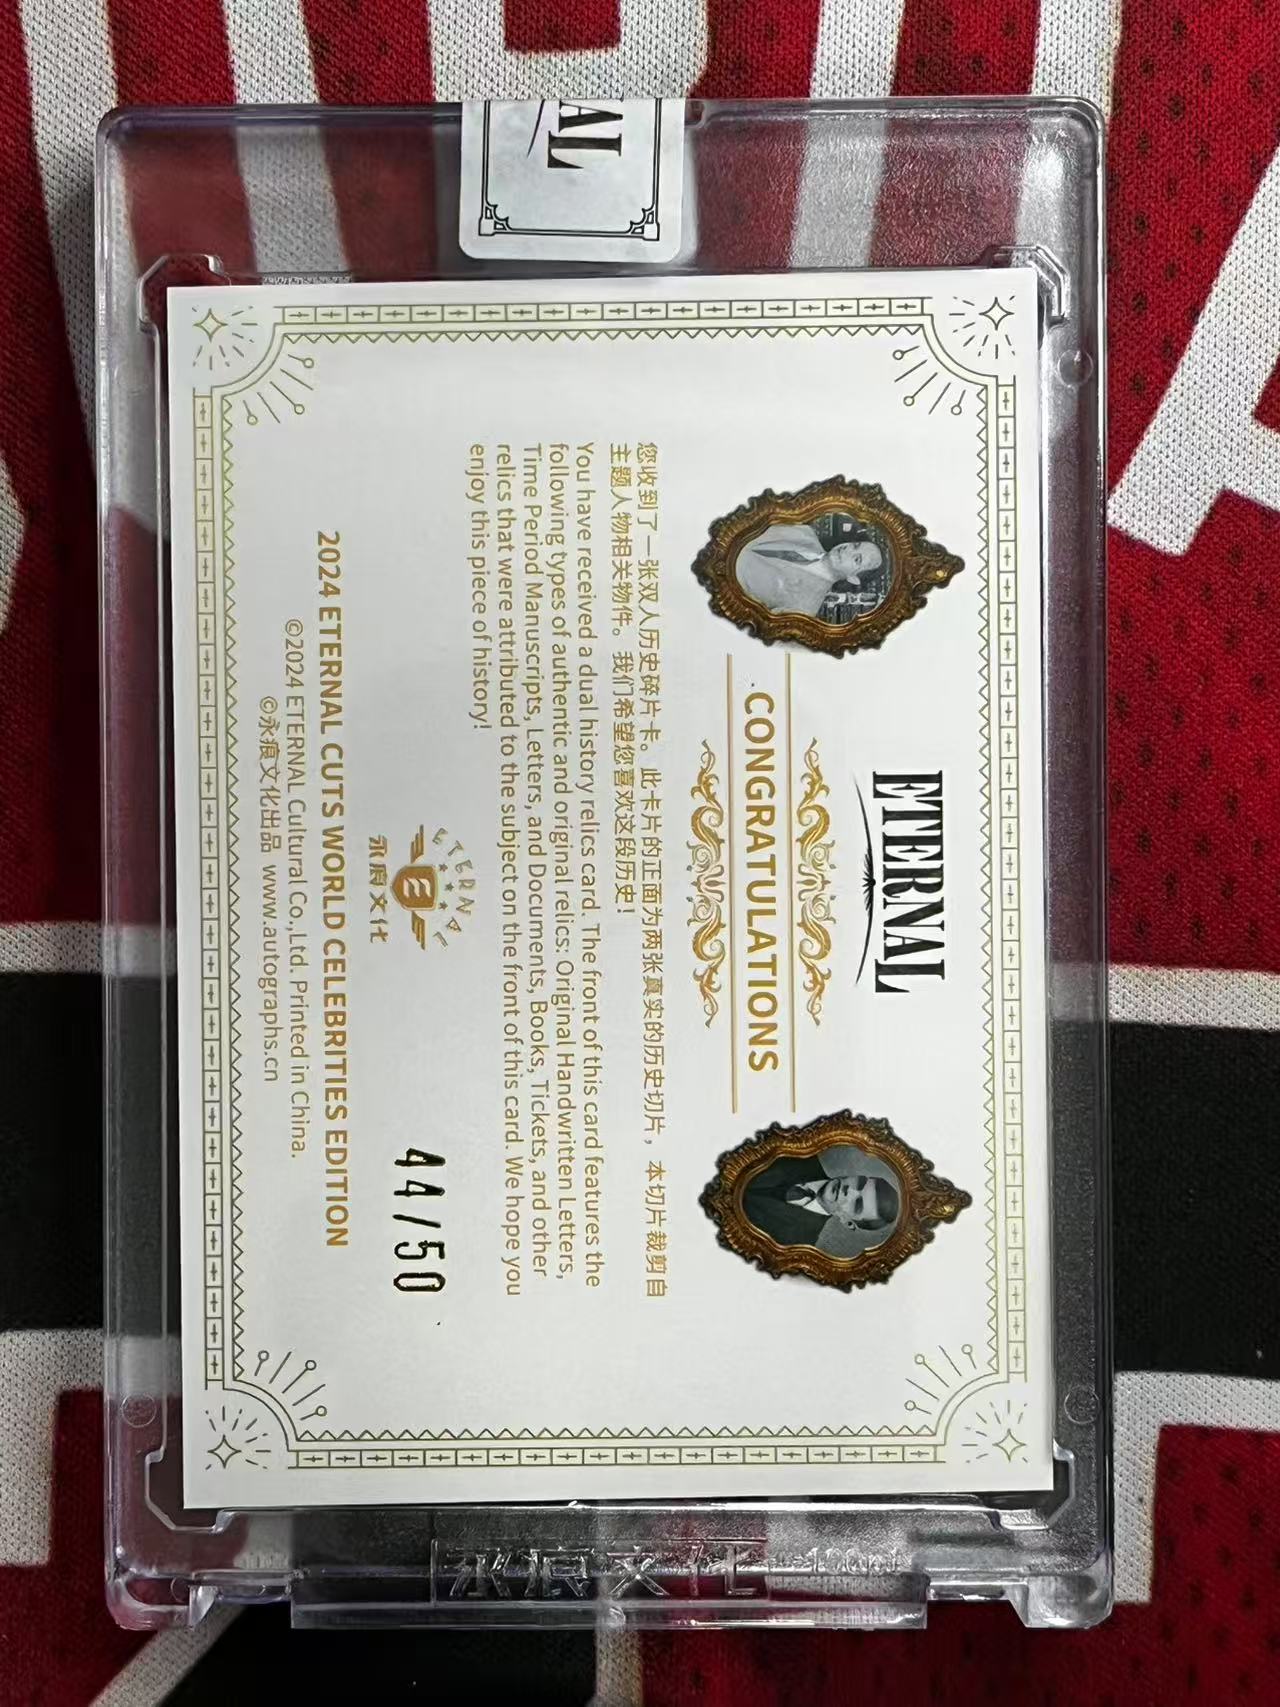 AL
ETERNAL
CONGRATULATIONS
您收到了一张双人历史碎片卡。此卡片的正面为两张真实的历史切片，本切片裁剪自
主题人物相关物件。我们希望您喜欢这段历史！
You have received a dual history relics card. The front of this card features the
following types of authentic and original relics: Original Handwritten Letters,
Time Period Manuscripts, Letters, and Documents, Books, Tickets, and other
relics that were attributed to the subject on the front of this card. We hope you
enjoy this piece of history!
ETERNAL
E
永痕文化
44/50
2024 ETERNAL CUTS WORLD CELEBRITIES EDITION
©2024 ETERNAL Cultural Co.,Ltd. Printed in China.
©永痕文化出品 www.autographs.cn
永痕文化